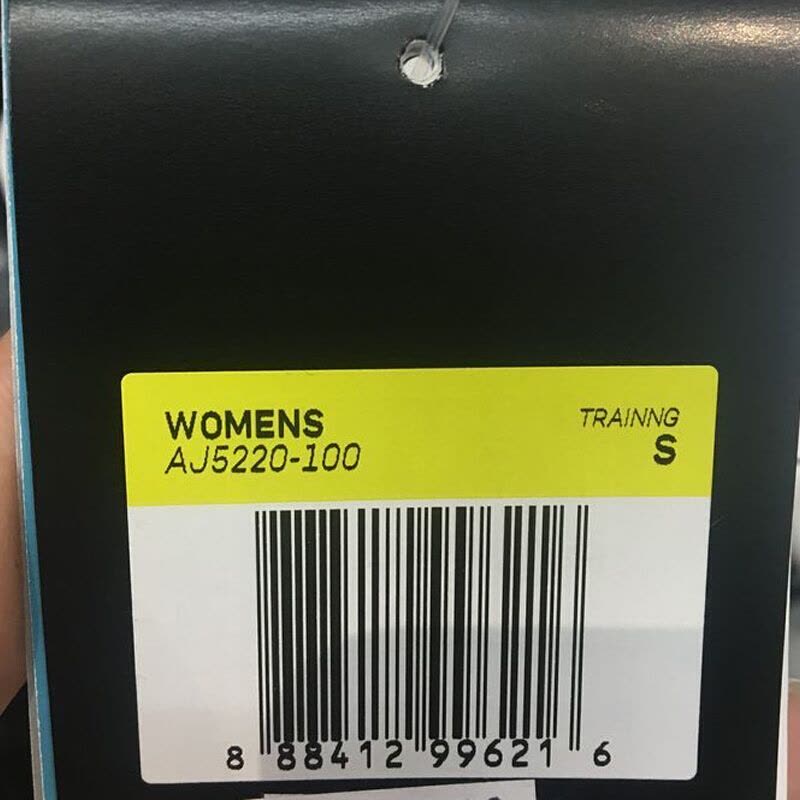 WOMENS
TRAINNG
AJ5220-100
S
8 88412 99621 6